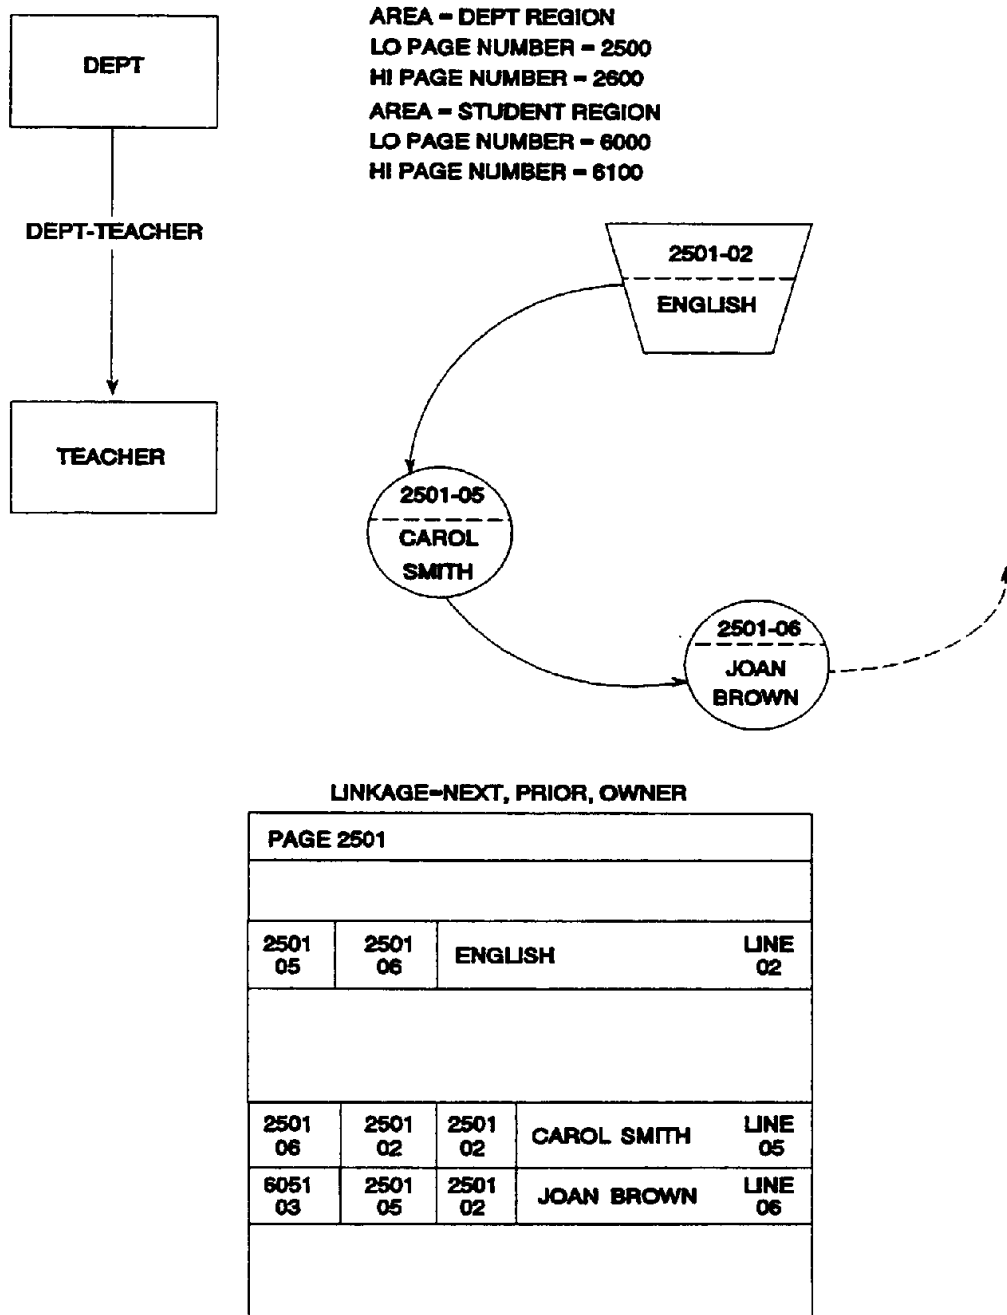 AREA = DEPT REGION
LO PAGE NUMBER = 2500
HI PAGE NUMBER = 2600
AREA = STUDENT REGION
LO PAGE NUMBER = 6000
HI PAGE NUMBER = 6100
DEPT
DEPT-TEACHER
TEACHER
2501-02
ENGLISH
2501-05
CAROL
SMITH
2501-06
JOAN
BROWN
LINKAGE=NEXT, PRIOR, OWNER
PAGE 2501
2501 2501 ENGLISH LINE
05 06 02
2501 2501 2501 CAROL SMITH LINE
06 02 02 05
6051 2501 2501 JOAN BROWN LINE
03 05 02 06